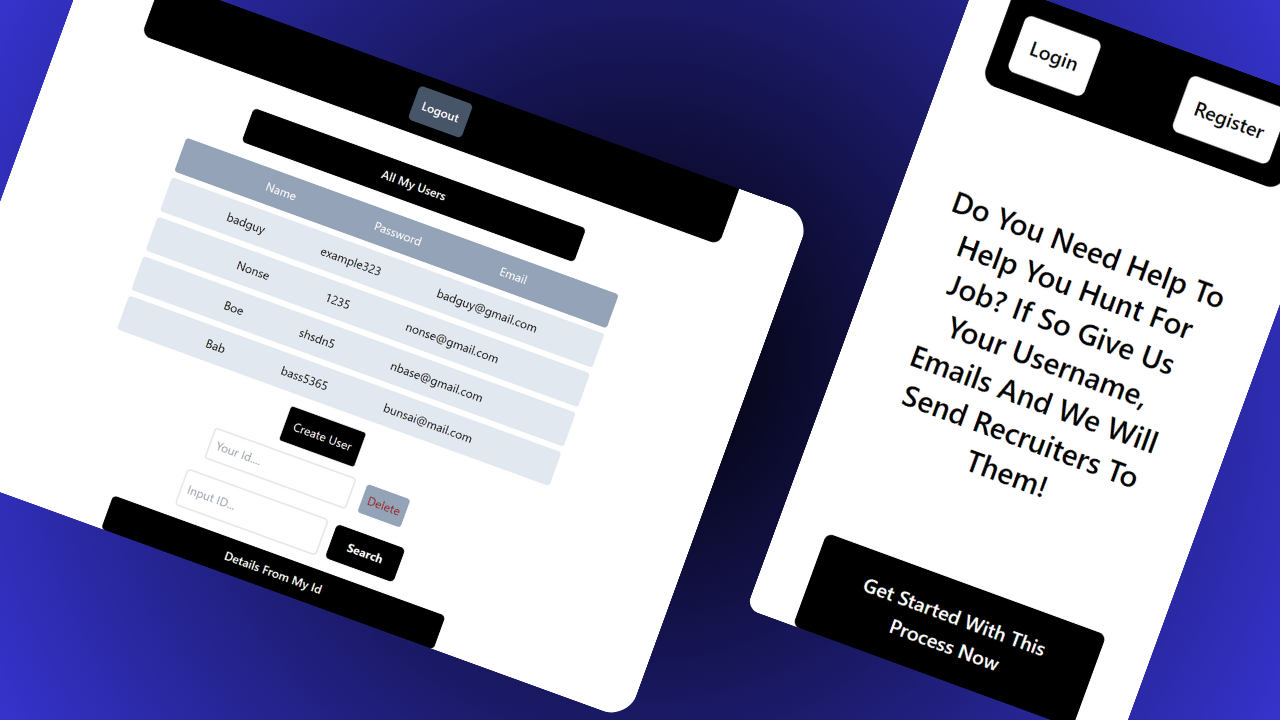 Logout
All My Users
Name Password Email
badguy example323 badguy@gmail.com
Nonse 1235 nonse@gmail.com
Boe shsdn5 nbase@gmail.com
Bab bass5365 bunsai@mail.com
Create User
Your Id....
Delete
Input ID...
Search
Details From My Id
Login
Register
Do You Need Help To
Help You Hunt For
Job? If So Give Us
Your Username,
Emails And We Will
Send Recruiters To
Them!
Get Started With This
Process Now